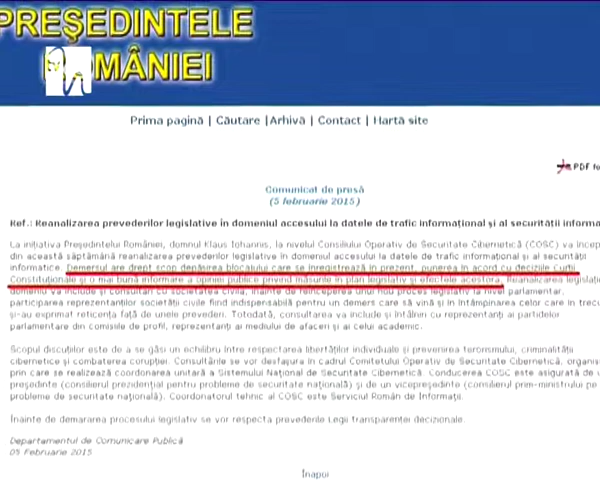 PREŞEDINTELE
ROMÂNIEI
Prima pagină | Căutare |Arhivă | Contact | Hartă site
PDF fo
Comunicat de presă
(5 februarie 2015)
Ref.: Reanalizarea prevederilor legislative în domeniul accesului la datele de trafic informaţional şi al securităţii informa
La iniţiativa Preşedintelui României, domnul Klaus Iohannis, la nivelul Consiliului Operativ de Securitate Cibernetică (COSC) va încep
din această săptămână reanalizarea prevederilor legislative în domeniul accesului la datele de trafic informaţional şi al securităţii
informatice. Demersul are drept scop depăşirea blocajului care se înregistrează în prezent, punerea în acord cu deciziile Curţii
Constituţionale şi o mai bună informare a opiniei publice privind măsurile în plan legislativ şi efectele acestora. Reanalizarea legislaţi
domeniu va include şi consultări cu societatea civilă, înainte de reînceperea unui nou proces legislativ la nivel parlamentar,
participarea reprezentanţilor societăţii civile fiind indispensabilă pentru un demers care să vină şi în întâmpinarea celor care în trecu
şi-au exprimat reticenţa faţă de unele prevederi. Totodată, consultarea va include şi întâlniri cu reprezentanţi ai partidelor
parlamentare din comisiile de profil, reprezentanţi ai mediului de afaceri şi ai celui academic.
Scopul discuţiilor este de a se găsi un echilibru între respectarea libertăţilor individuale şi prevenirea terorismului, criminalităţii
cibernetice şi combaterea corupţiei. Consultările se vor desfăşura în cadrul Comitetului Operativ de Securitate Cibernetică, organis
prin care se realizează coordonarea unitară a Sistemului Naţional de Securitate Cibernetică. Conducerea COSC este asigurată de u
preşedinte (consilierul prezidenţial pentru probleme de securitate naţională) şi de un vicepreşedinte (consilierul prim-ministrului pe
probleme de securitate naţională). Coordonatorul tehnic al COSC este Serviciul Român de Informaţii.
Înainte de demararea procesului legislativ se vor respecta prevederile Legii transparenţei decizionale.
Departamentul de Comunicare Publică
05 Februarie 2015
Înapoi